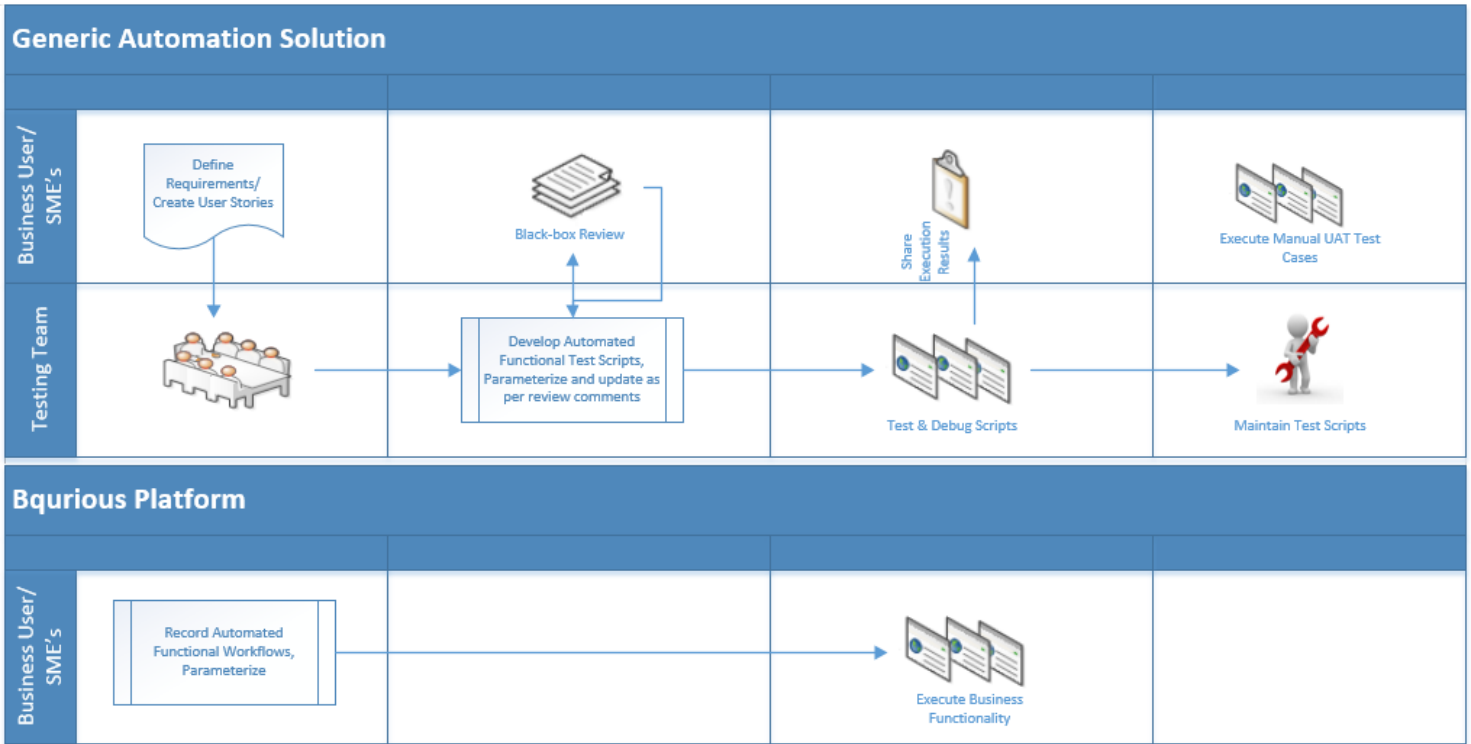 Generic Automation Solution
Business User/
SME's
Define
Requirements/
Create User Stories
Black-box Review
Share
Execution
Results
Execute Manual UAT Test
Cases
Testing Team
Develop Automated
Functional Test Scripts,
Parameterize and update as
per review comments
Test & Debug Scripts
Maintain Test Scripts
Bqurious Platform
Business User/
SME's
Record Automated
Functional Workflows,
Parameterize
Execute Business
Functionality